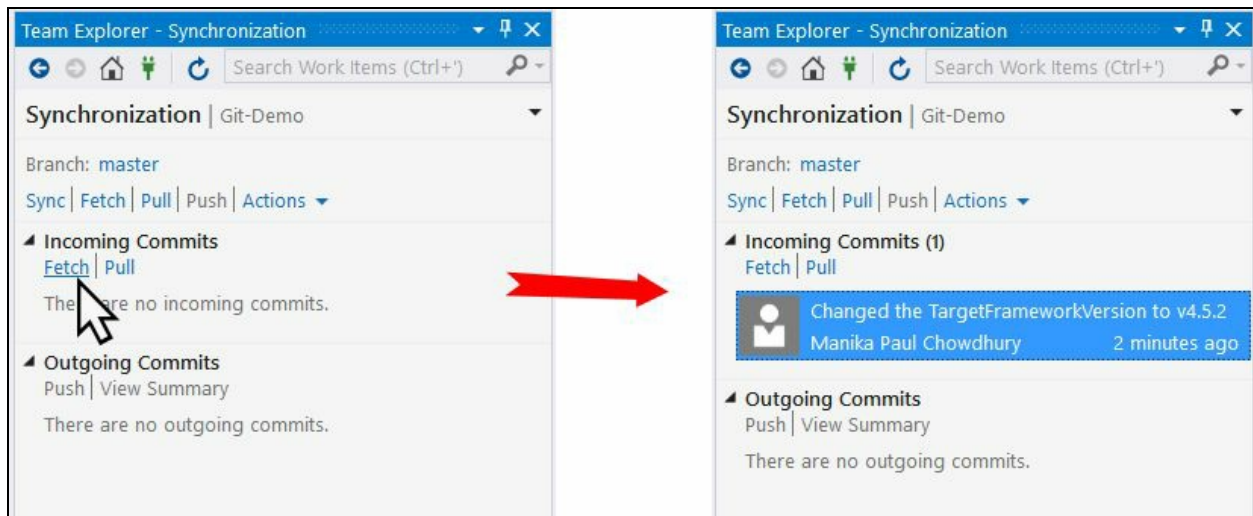 Team Explorer - Synchronization
Search Work Items (Ctrl+')
Synchronization | Git-Demo
Branch: master
Sync | Fetch | Pull | Push | Actions
Incoming Commits
Fetch | Pull
There are no incoming commits.
Outgoing Commits
Push | View Summary
There are no outgoing commits.
Team Explorer - Synchronization
Search Work Items (Ctrl+')
Synchronization | Git-Demo
Branch: master
Sync | Fetch | Pull | Push | Actions
Incoming Commits (1)
Fetch | Pull
Changed the TargetFrameworkVersion to v4.5.2
Manika Paul Chowdhury 2 minutes ago
Outgoing Commits
Push | View Summary
There are no outgoing commits.